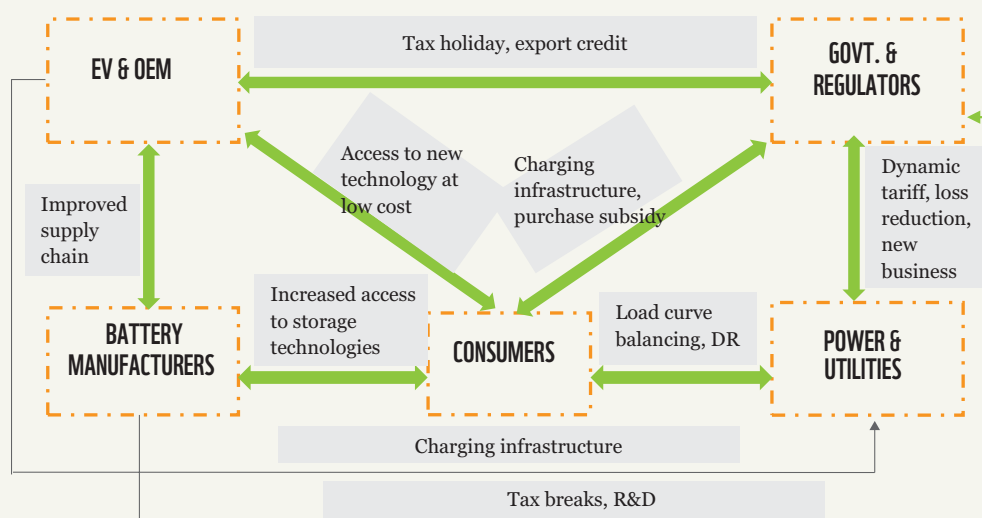 Tax holiday, export credit
EV & OEM
GOVT. &
REGULATORS
Access to new
technology at
low cost
Charging
infrastructure,
purchase subsidy
Dynamic
tariff, loss
reduction,
new
business
Improved
supply
chain
Increased access
to storage
technologies
Load curve
balancing, DR
BATTERY
MANUFACTURERS
CONSUMERS
POWER &
UTILITIES
Charging infrastructure
Tax breaks, R&D